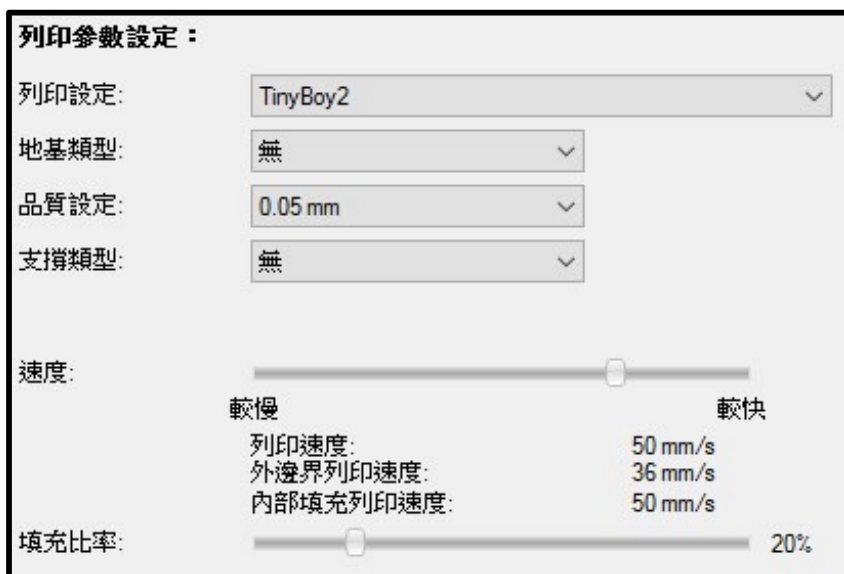 列印參數設定：
列印設定: TinyBoy2
地基類型: 無
品質設定: 0.05 mm
支撐類型: 無
速度:
較慢 較快
列印速度: 50 mm/s
外邊界列印速度: 36 mm/s
內部填充列印速度: 50 mm/s
填充比率: 20%